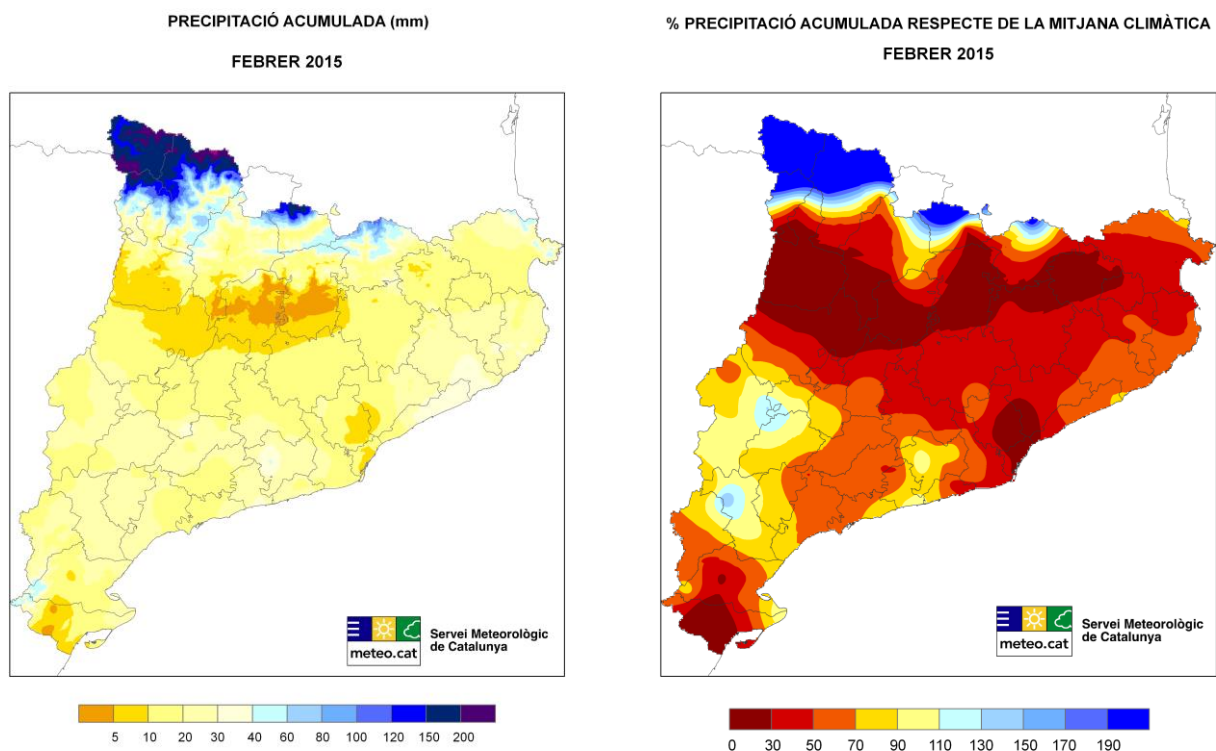 PRECIPITACIÓ ACUMULADA (mm)
FEBRER 2015
Servei Meteorològic
de Catalunya
meteo.cat
5 10 20 30 40 60 80 100 120 150 200
% PRECIPITACIÓ ACUMULADA RESPECTE DE LA MITJANA CLIMÀTICA
FEBRER 2015
Servei Meteorològic
de Catalunya
meteo.cat
0 30 50 70 90 110 130 150 170 190